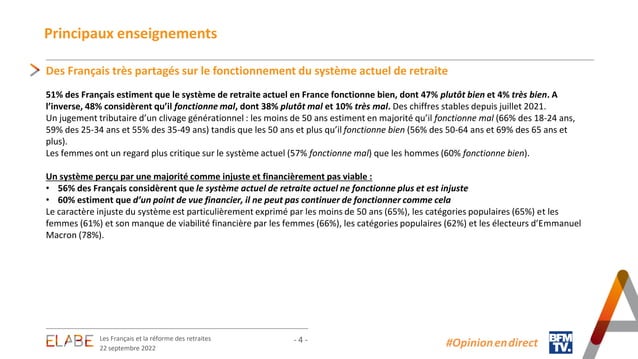 Principaux enseignements
Des Français très partagés sur le fonctionnement du système actuel de retraite
51% des Français estiment que le système de retraite actuel en France fonctionne bien, dont 47% plutôt bien et 4% très bien. A
l’inverse, 48% considèrent qu’il fonctionne mal, dont 38% plutôt mal et 10% très mal. Des chiffres stables depuis juillet 2021.
Un jugement tributaire d’un clivage générationnel : les moins de 50 ans estiment en majorité qu’il fonctionne mal (66% des 18-24 ans,
59% des 25-34 ans et 55% des 35-49 ans) tandis que les 50 ans et plus qu’il fonctionne bien (56% des 50-64 ans et 69% des 65 ans et
plus).
Les femmes ont un regard plus critique sur le système actuel (57% fonctionne mal) que les hommes (60% fonctionne bien).
Un système perçu par une majorité comme injuste et financièrement pas viable :
• 56% des Français considèrent que le système actuel de retraite actuel ne fonctionne plus et est injuste
• 60% estiment que d’un point de vue financier, il ne peut pas continuer de fonctionner comme cela
Le caractère injuste du système est particulièrement exprimé par les moins de 50 ans (65%), les catégories populaires (65%) et les
femmes (61%) et son manque de viabilité financière par les femmes (66%), les catégories populaires (62%) et les électeurs d’Emmanuel
Macron (78%).
ELABE
Les Français et la réforme des retraites
22 septembre 2022
- 4 -
#Opinion en direct
BFM
TV.